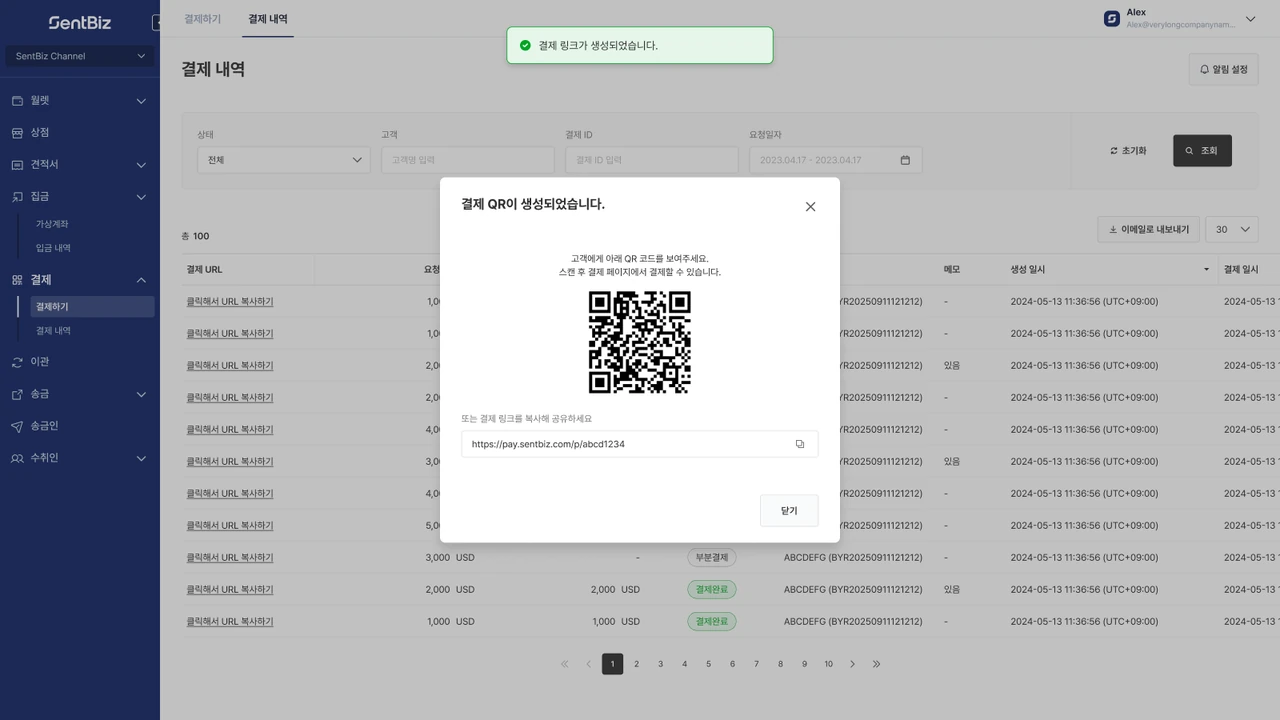 SentBiz
SentBiz Channel
월렛
상점
견적서
집금
가상계좌
입금 내역
결제
결제하기
결제 내역
이관
송금
송금인
수취인
결제하기 결제 내역
Alex
Alex@verylongcompanynam...
결제 링크가 생성되었습니다.
결제 내역
알림 설정
상태 고객 결제 ID 요청일자
전체 고객명 입력 결제 ID 입력 2023.04.17 - 2023.04.17
초기화 조회
총 100
이메일로 내보내기 30
결제 URL 요청 메모 생성 일시 결제 일시
클릭해서 URL 복사하기 1,00 BYR20250911121212) - 2024-05-13 11:36:56 (UTC+09:00) 2024-05-13
클릭해서 URL 복사하기 1,00 BYR20250911121212) - 2024-05-13 11:36:56 (UTC+09:00) 2024-05-13
클릭해서 URL 복사하기 2,00 BYR20250911121212) 있음 2024-05-13 11:36:56 (UTC+09:00) 2024-05-13
클릭해서 URL 복사하기 2,00 BYR20250911121212) - 2024-05-13 11:36:56 (UTC+09:00) 2024-05-13
클릭해서 URL 복사하기 4,00 BYR20250911121212) - 2024-05-13 11:36:56 (UTC+09:00) 2024-05-13
클릭해서 URL 복사하기 3,00 BYR20250911121212) 있음 2024-05-13 11:36:56 (UTC+09:00) 2024-05-13
클릭해서 URL 복사하기 4,00 BYR20250911121212) - 2024-05-13 11:36:56 (UTC+09:00) 2024-05-13
클릭해서 URL 복사하기 5,00 BYR20250911121212) - 2024-05-13 11:36:56 (UTC+09:00) 2024-05-13
클릭해서 URL 복사하기 3,000 USD - 부분결제 ABCDEFG (BYR20250911121212) - 2024-05-13 11:36:56 (UTC+09:00) 2024-05-13
클릭해서 URL 복사하기 2,000 USD 2,000 USD 결제완료 ABCDEFG (BYR20250911121212) 있음 2024-05-13 11:36:56 (UTC+09:00) 2024-05-13
클릭해서 URL 복사하기 1,000 USD 1,000 USD 결제완료 ABCDEFG (BYR20250911121212) - 2024-05-13 11:36:56 (UTC+09:00) 2024-05-13
1 2 3 4 5 6 7 8 9 10
결제 QR이 생성되었습니다.
고객에게 아래 QR 코드를 보여주세요.
스캔 후 결제 페이지에서 결제할 수 있습니다.
또는 결제 링크를 복사해 공유하세요
https://pay.sentbiz.com/p/abcd1234
닫기